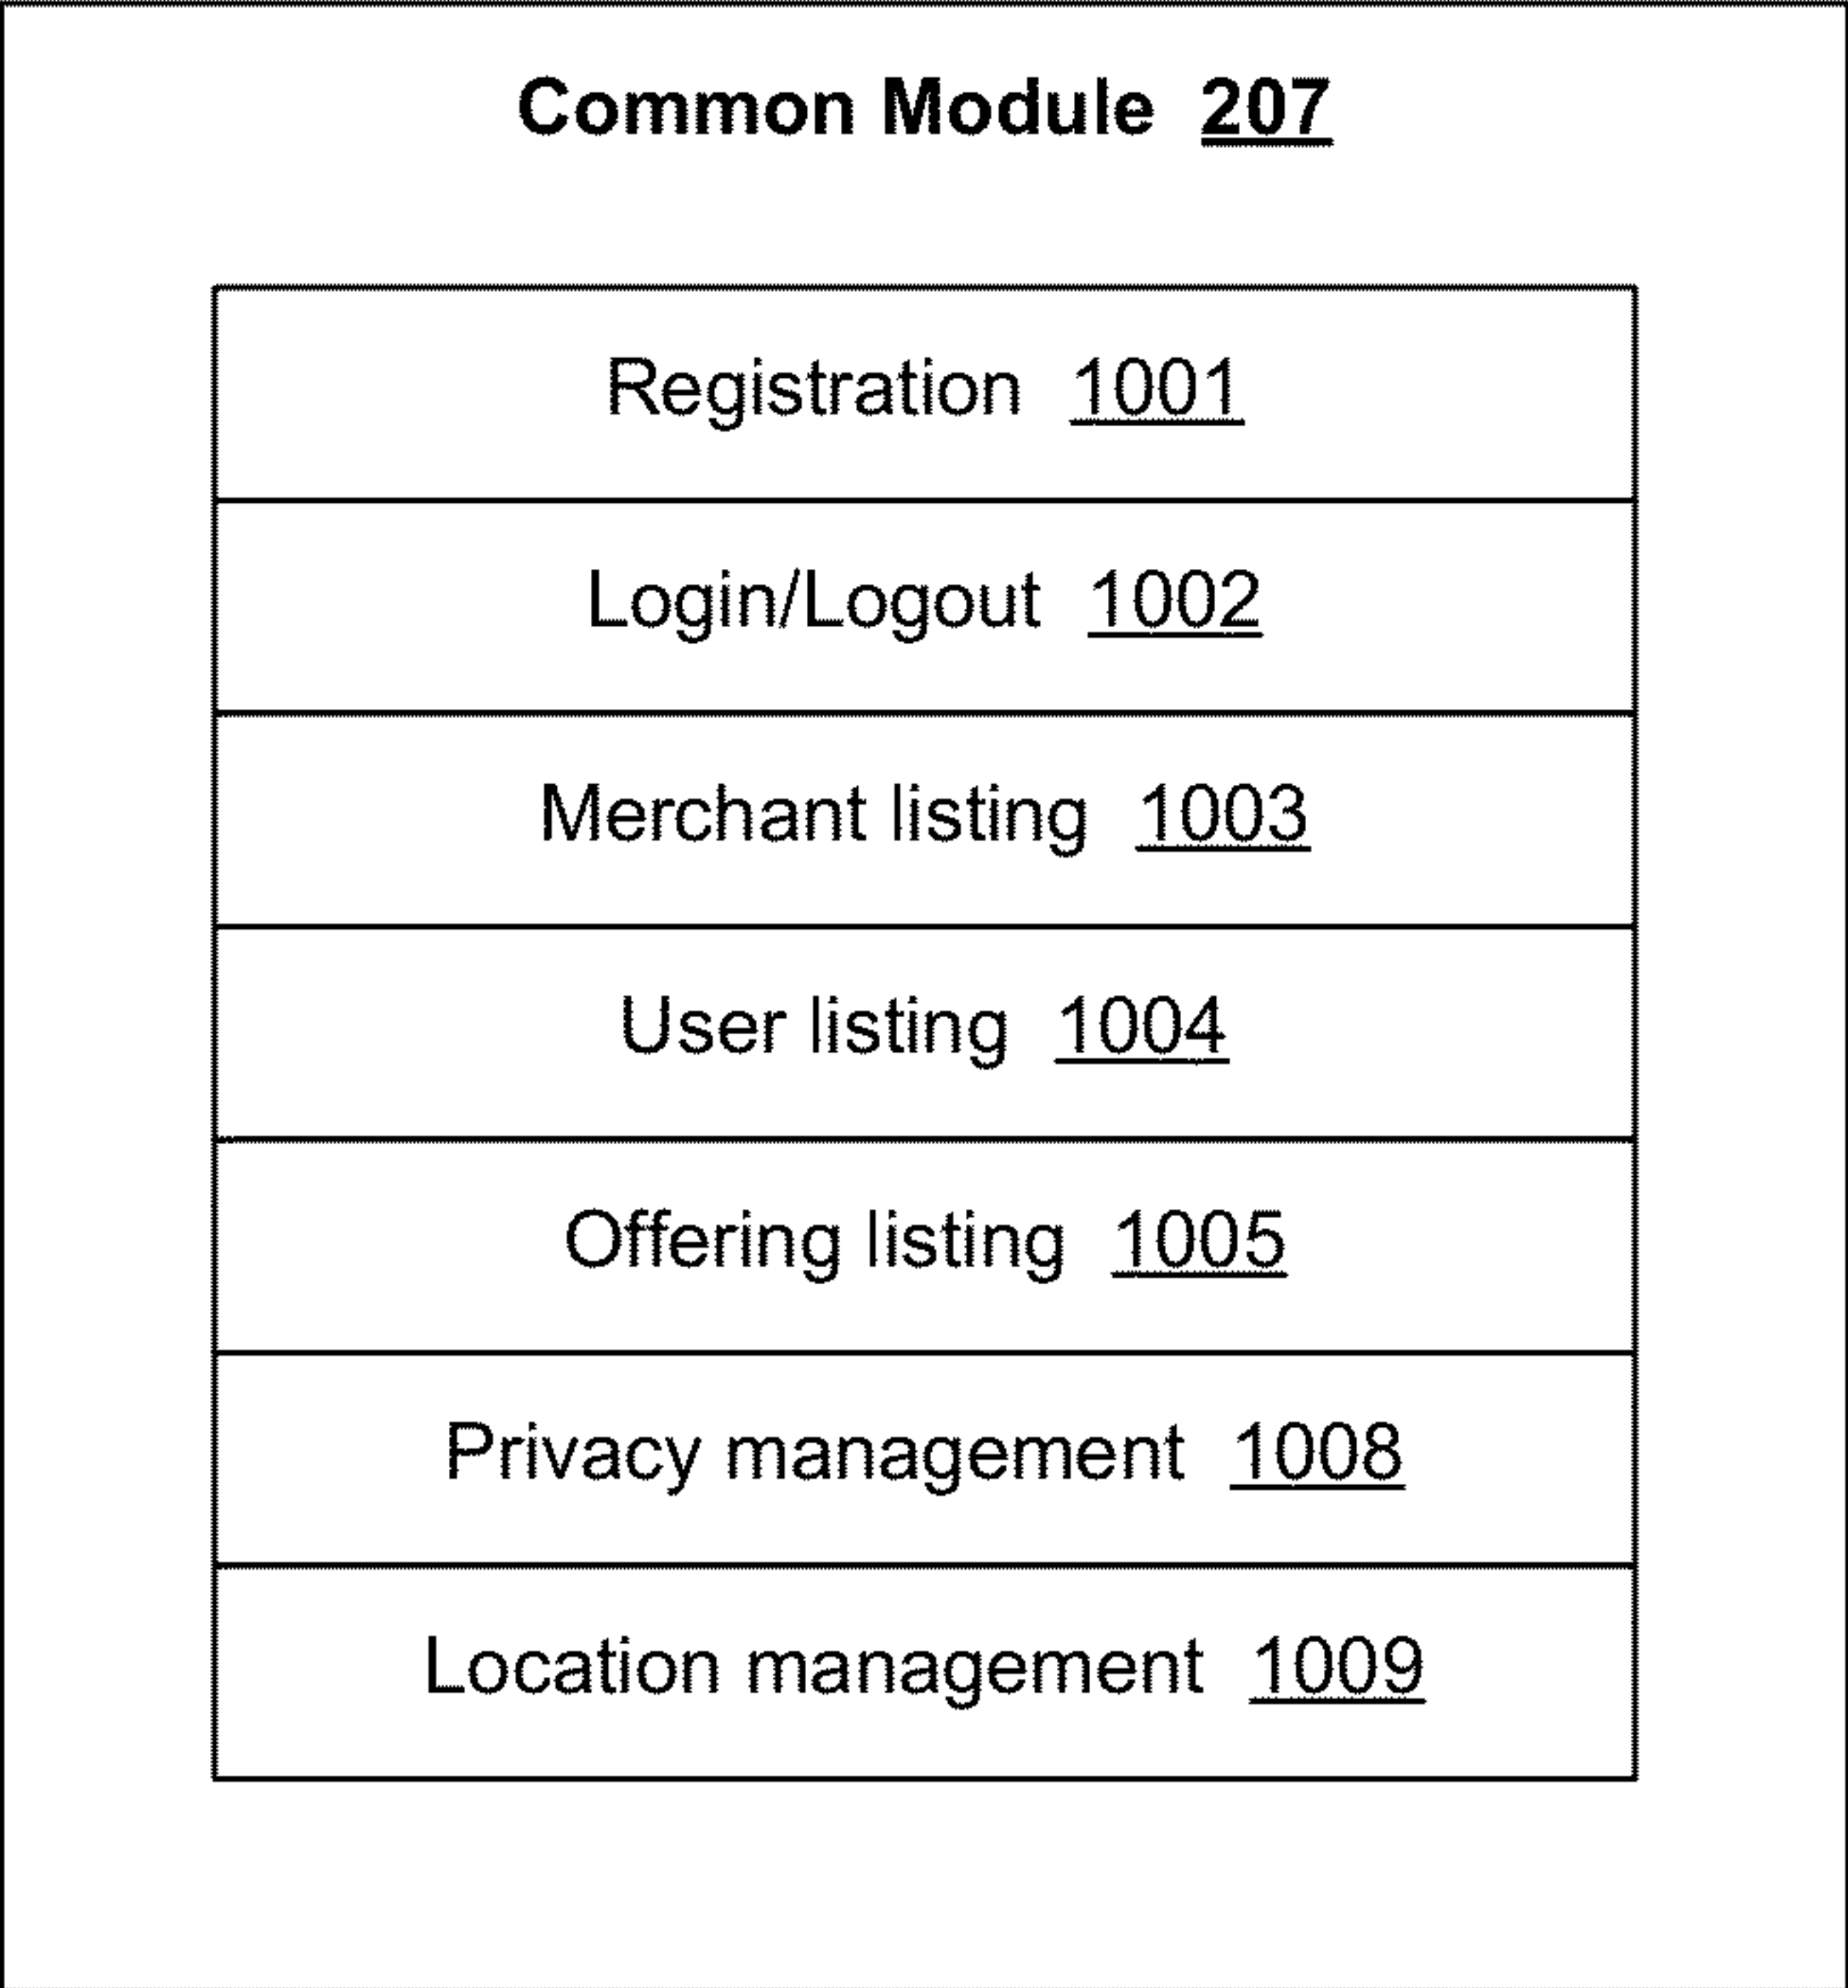 Common Module 207
Registration 1001
Login/Logout 1002
Merchant listing 1003
User listing 1004
Offering listing 1005
Privacy management 1008
Location management 1009